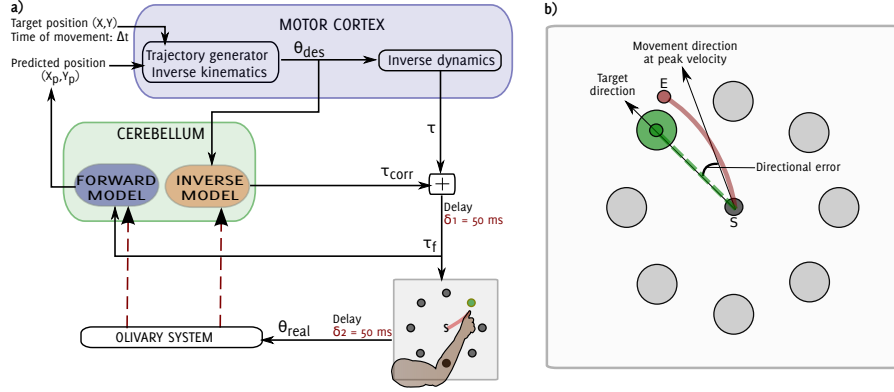 a)
MOTOR CORTEX
Target position (X,Y)
Time of movement: Δt
Predicted position
(Xp,Yp)
Trajectory generator
Inverse kinematics
θdes
Inverse dynamics
τ
CEREBELLUM
FORWARD
MODEL
INVERSE
MODEL
τcorr
+
Delay
δ1 = 50 ms
τf
S
OLIVARY SYSTEM
θreal
Delay
δ2 = 50 ms
b)
Movement direction
at peak velocity
Target
direction
E
Directional error
S